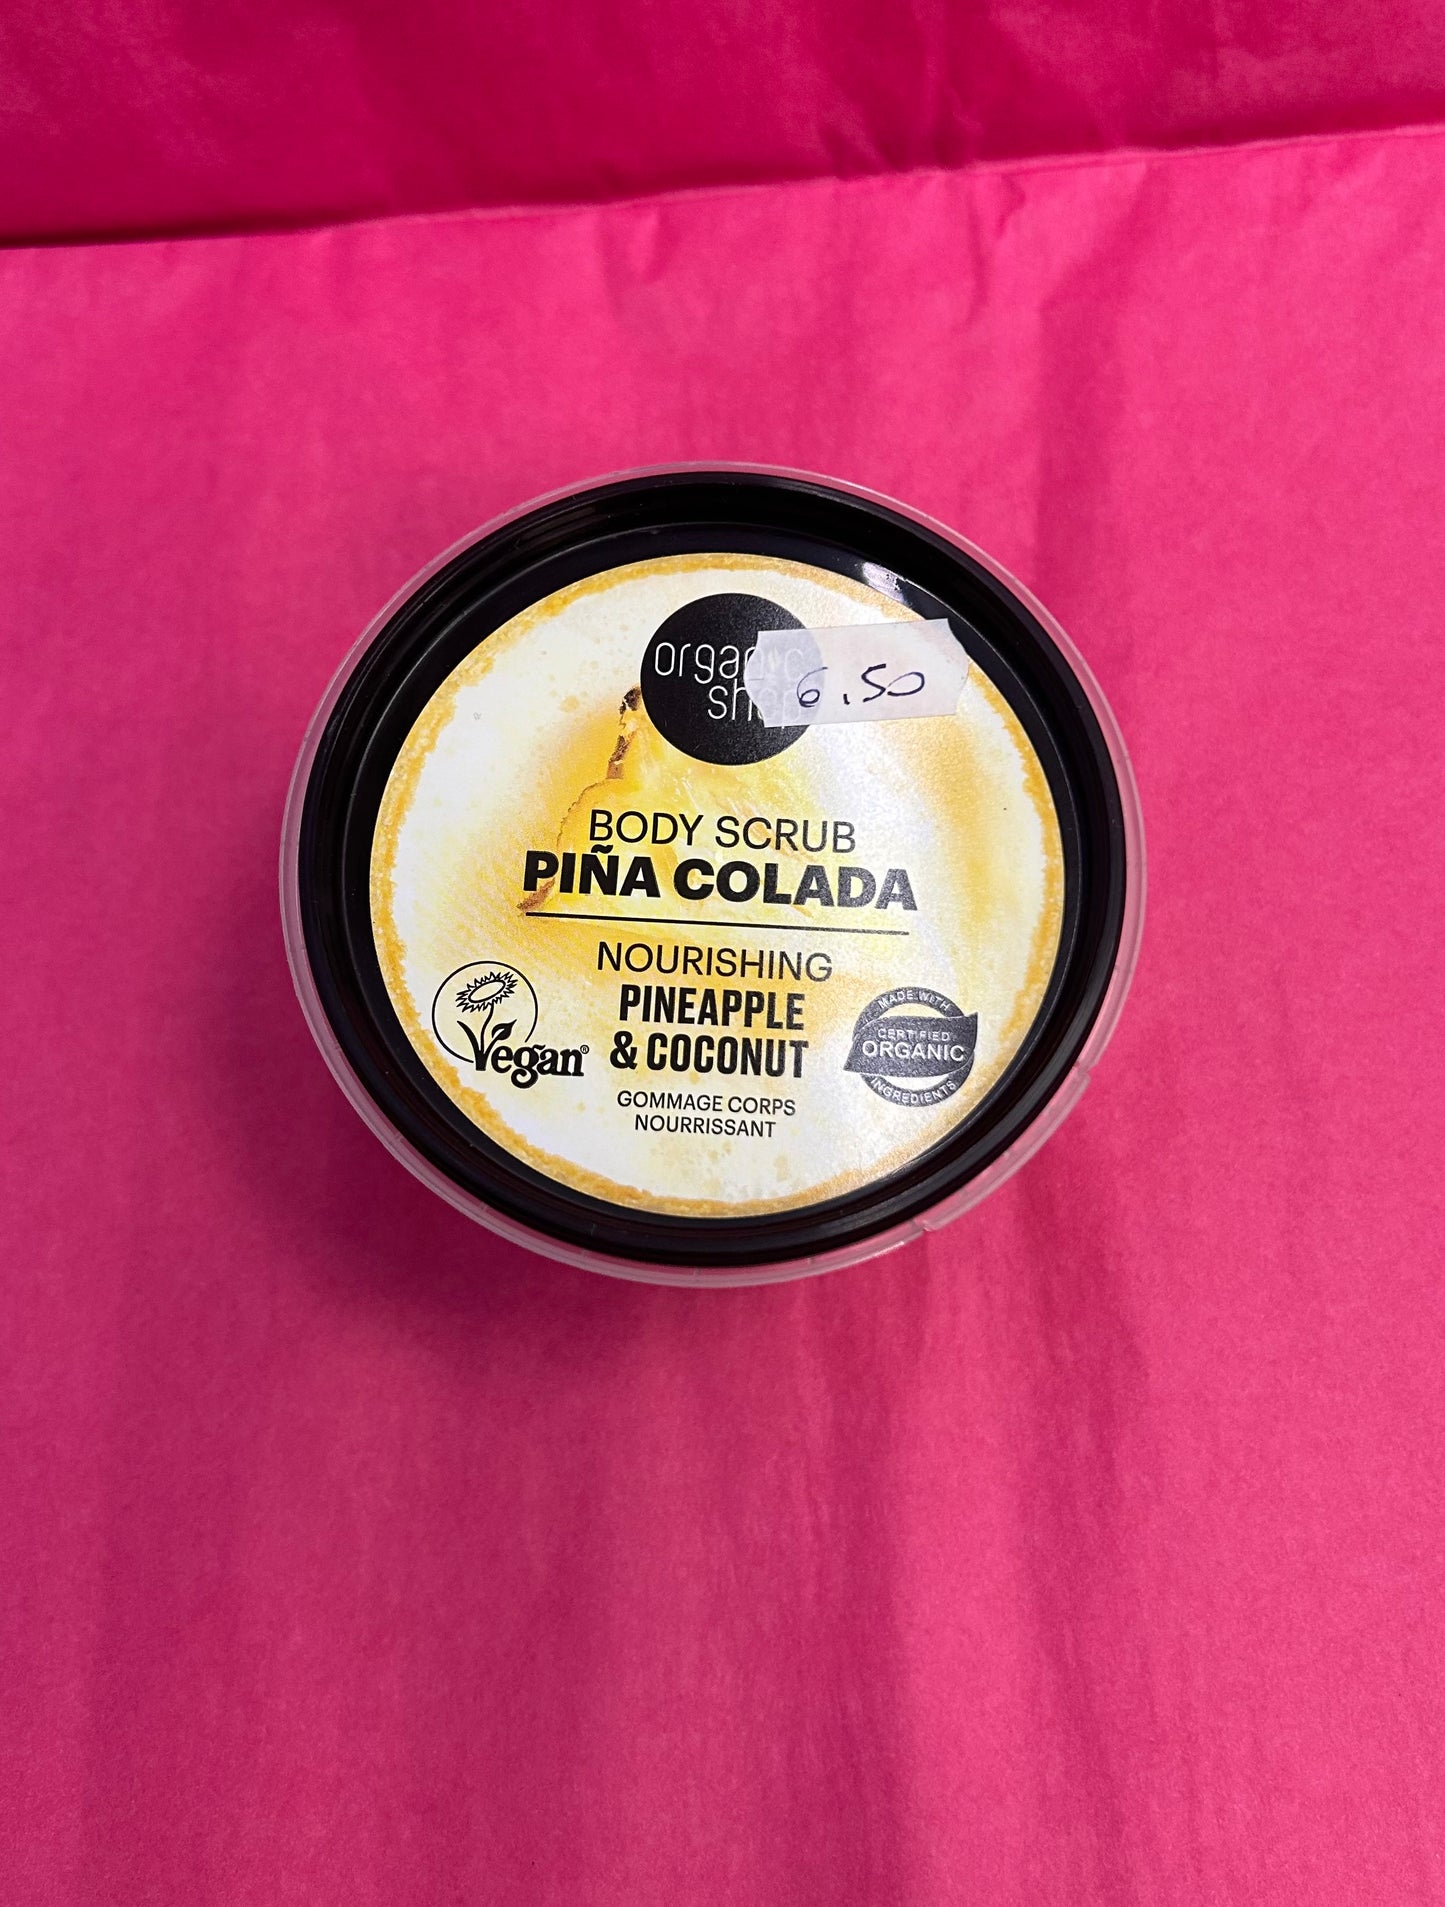 organic
shop
6.50
BODY SCRUB
PIÑA COLADA
NOURISHING
PINEAPPLE
& COCONUT
GOMMAGE CORPS
NOURRISSANT
Vegan®
MADE WITH
CERTIFIED
ORGANIC
INGREDIENTS